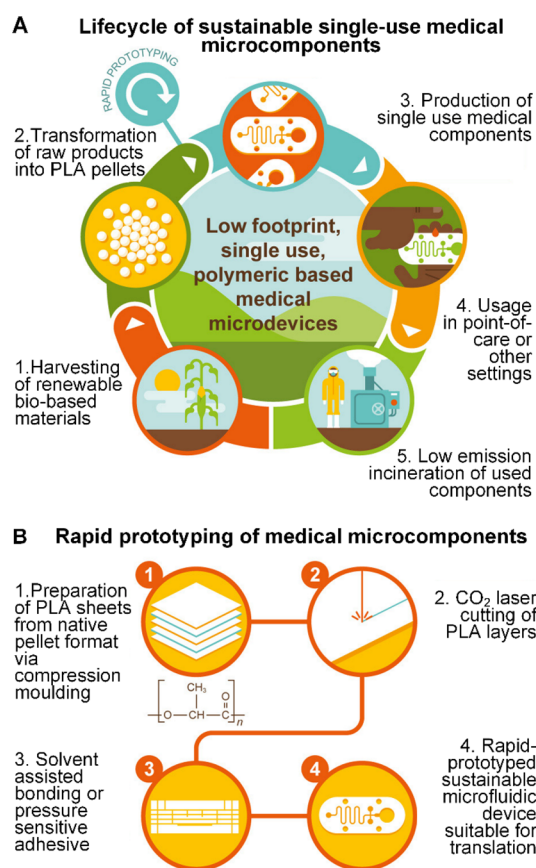 A
Lifecycle of sustainable single-use medical
microcomponents
RAPID PROTOTYPING
2.Transformation
of raw products
into PLA pellets
3. Production of
single use medical
components
Low footprint,
single use,
polymeric based
medical
microdevices
1.Harvesting
of renewable
bio-based
materials
4. Usage
in point-of-
care or
other
settings
5. Low emission
incineration of used
components
B
Rapid prototyping of medical microcomponents
1
1.Preparation
of PLA sheets
from native
pellet format
via
compression
moulding
2
2. CO₂ laser
cutting of
PLA layers
CH₃
O
O—CH—C
n
3. Solvent
assisted
bonding or
pressure
sensitive
adhesive
3
4
4. Rapid-
prototyped
sustainable
microfluidic
device
suitable for
translation